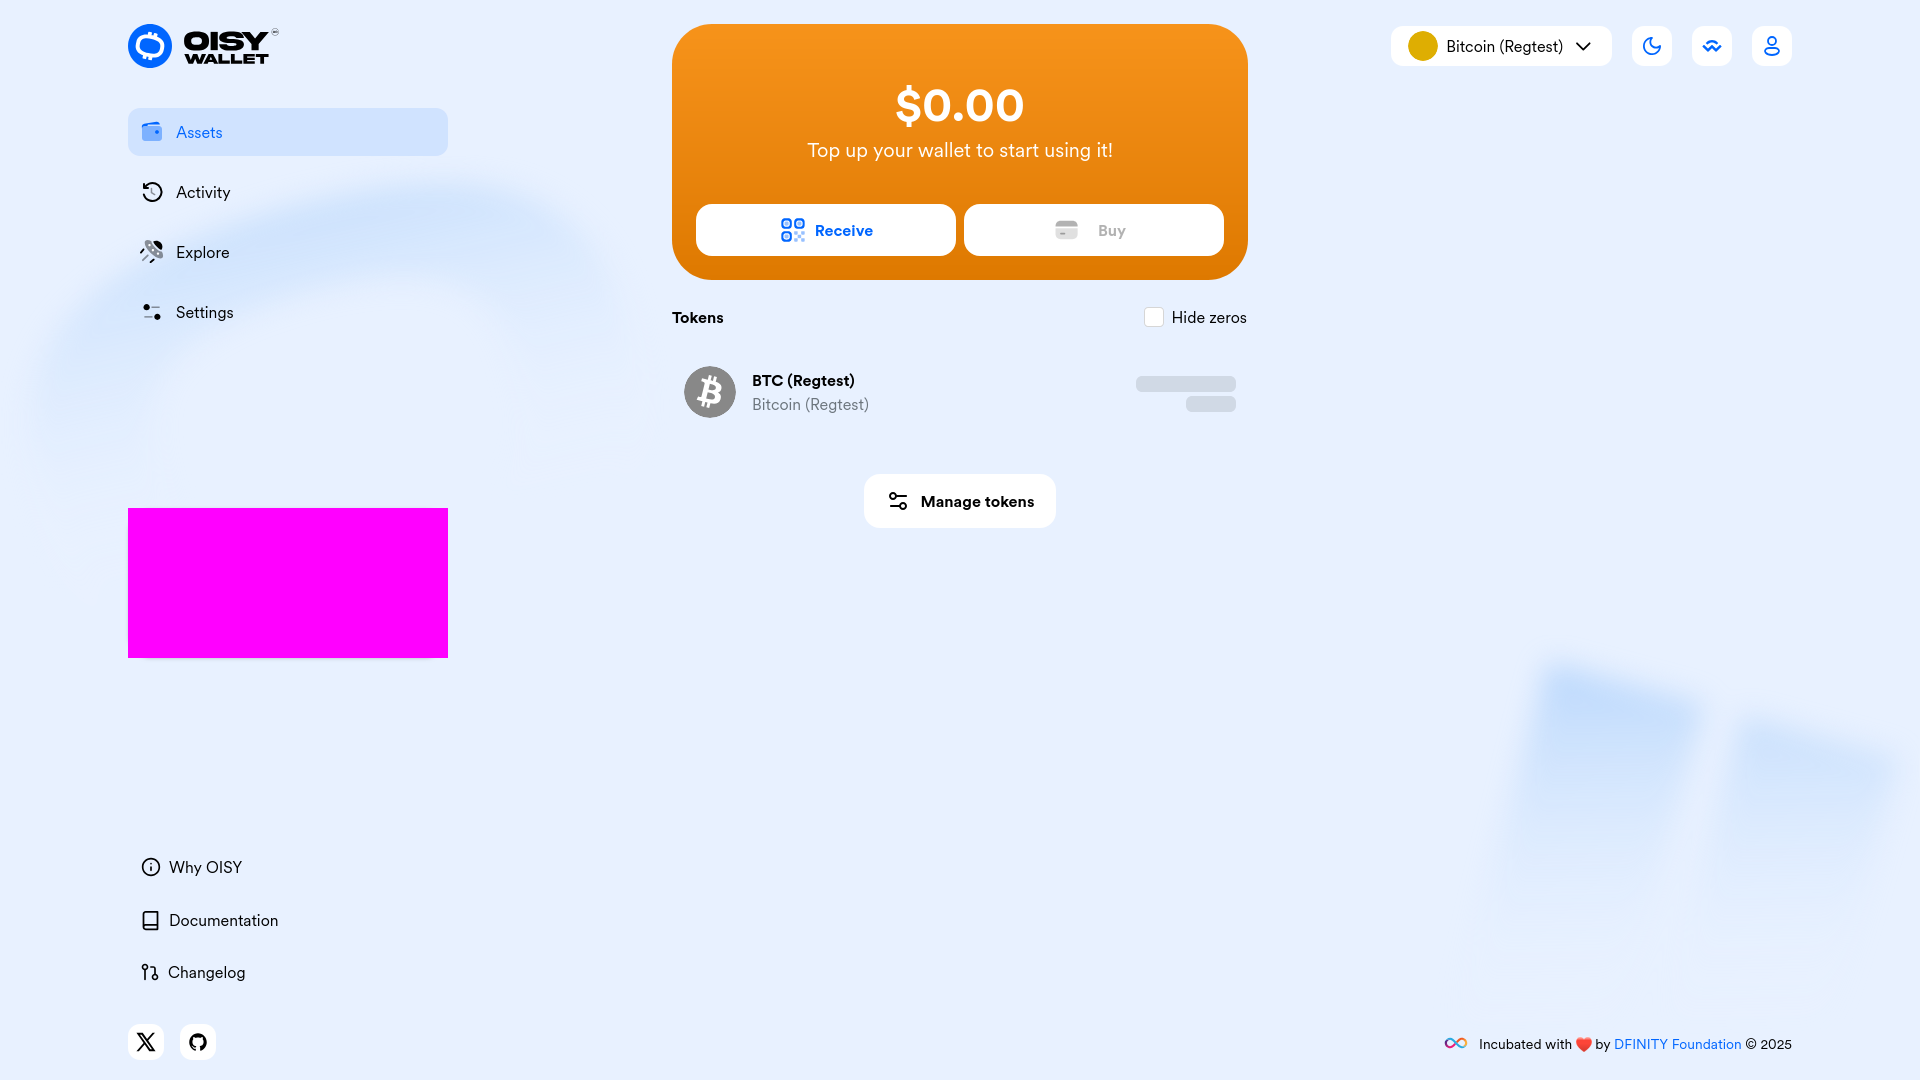 OISY
WALLET
Bitcoin (Regtest)
Assets
Activity
Explore
Settings
$0.00
Top up your wallet to start using it!
Receive
Buy
Tokens
Hide zeros
BTC (Regtest)
Bitcoin (Regtest)
Manage tokens
Why OISY
Documentation
Changelog
Incubated with ❤️ by DFINITY Foundation © 2025